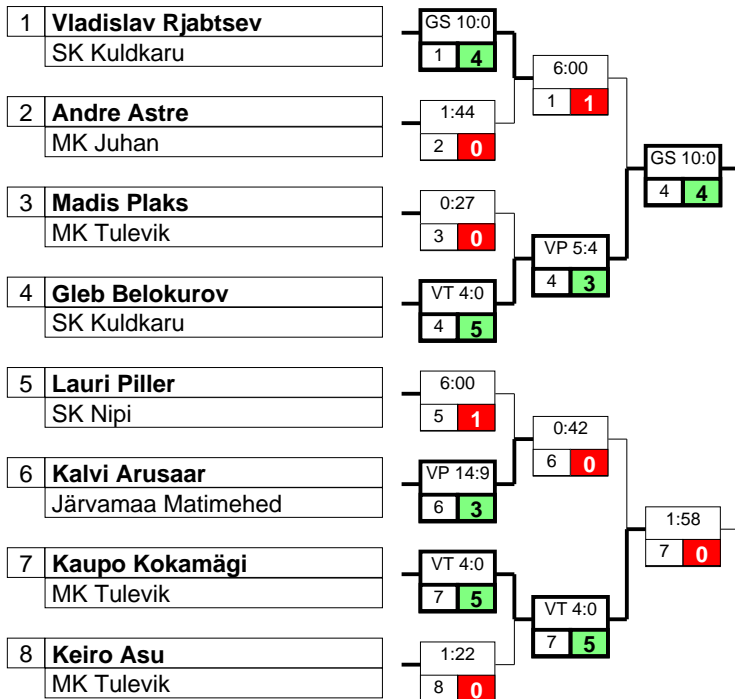 1 Vladislav Rjabtsev
SK Kuldkaru
GS 10:0
1 4
6:00
1 1
2 Andre Astre
MK Juhan
1:44
2 0
GS 10:0
4 4
3 Madis Plaks
MK Tulevik
0:27
3 0
VP 5:4
4 3
4 Gleb Belokurov
SK Kuldkaru
VT 4:0
4 5
5 Lauri Piller
SK Nipi
6:00
5 1
0:42
6 0
6 Kalvi Arusaar
Järvamaa Matimehed
VP 14:9
6 3
1:58
7 0
7 Kaupo Kokamägi
MK Tulevik
VT 4:0
7 5
VT 4:0
7 5
8 Keiro Asu
MK Tulevik
1:22
8 0